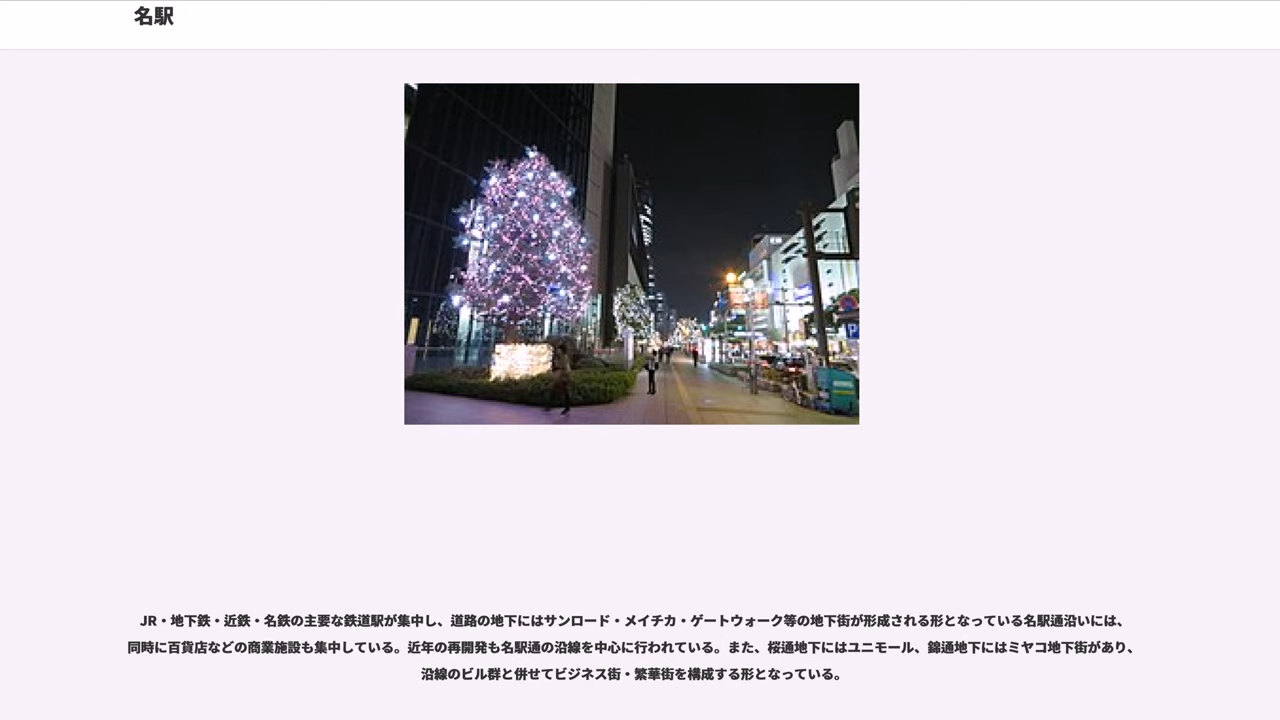 名駅
P
JR・地下鉄・近鉄・名鉄の主要な鉄道駅が集中し、道路の地下にはサンロード・メイチカ・ゲートウォーク等の地下街が形成される形となっている名駅通沿いには、
同時に百貨店などの商業施設も集中している。近年の再開発も名駅通の沿線を中心に行われている。また、桜通地下にはユニモール、錦通地下にはミヤコ地下街があり、
沿線のビル群と併せてビジネス街・繁華街を構成する形となっている。